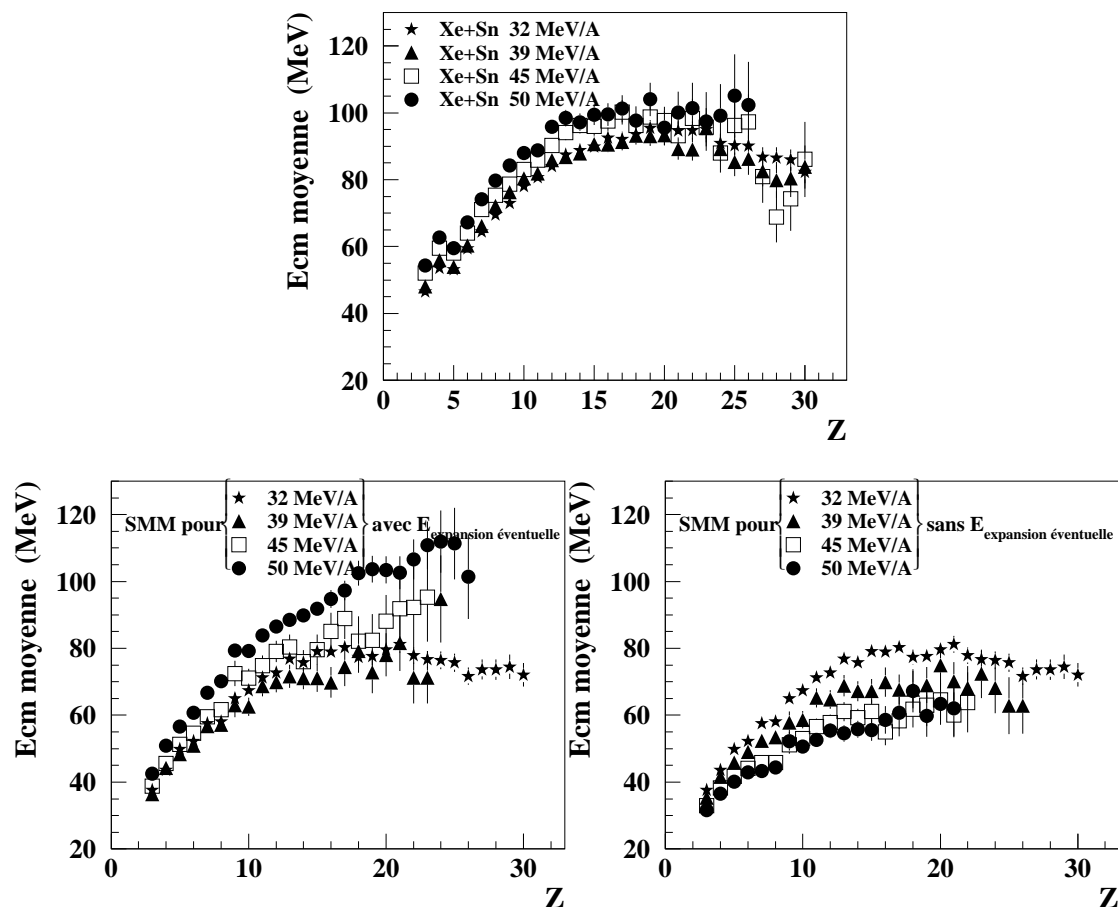 Ecm moyenne (MeV)
120
100
80
60
40
20
★ Xe+Sn 32 MeV/A
▲ Xe+Sn 39 MeV/A
□ Xe+Sn 45 MeV/A
● Xe+Sn 50 MeV/A
0 5 10 15 20 25 30
Z
Ecm moyenne (MeV)
120
100
80
60
40
20
SMM pour
★ 32 MeV/A
▲ 39 MeV/A
□ 45 MeV/A
● 50 MeV/A
avec E expansion éventuelle
0 10 20 30
Z
Ecm moyenne (MeV)
120
100
80
60
40
20
SMM pour
★ 32 MeV/A
▲ 39 MeV/A
□ 45 MeV/A
● 50 MeV/A
sans E expansion éventuelle
0 10 20 30
Z